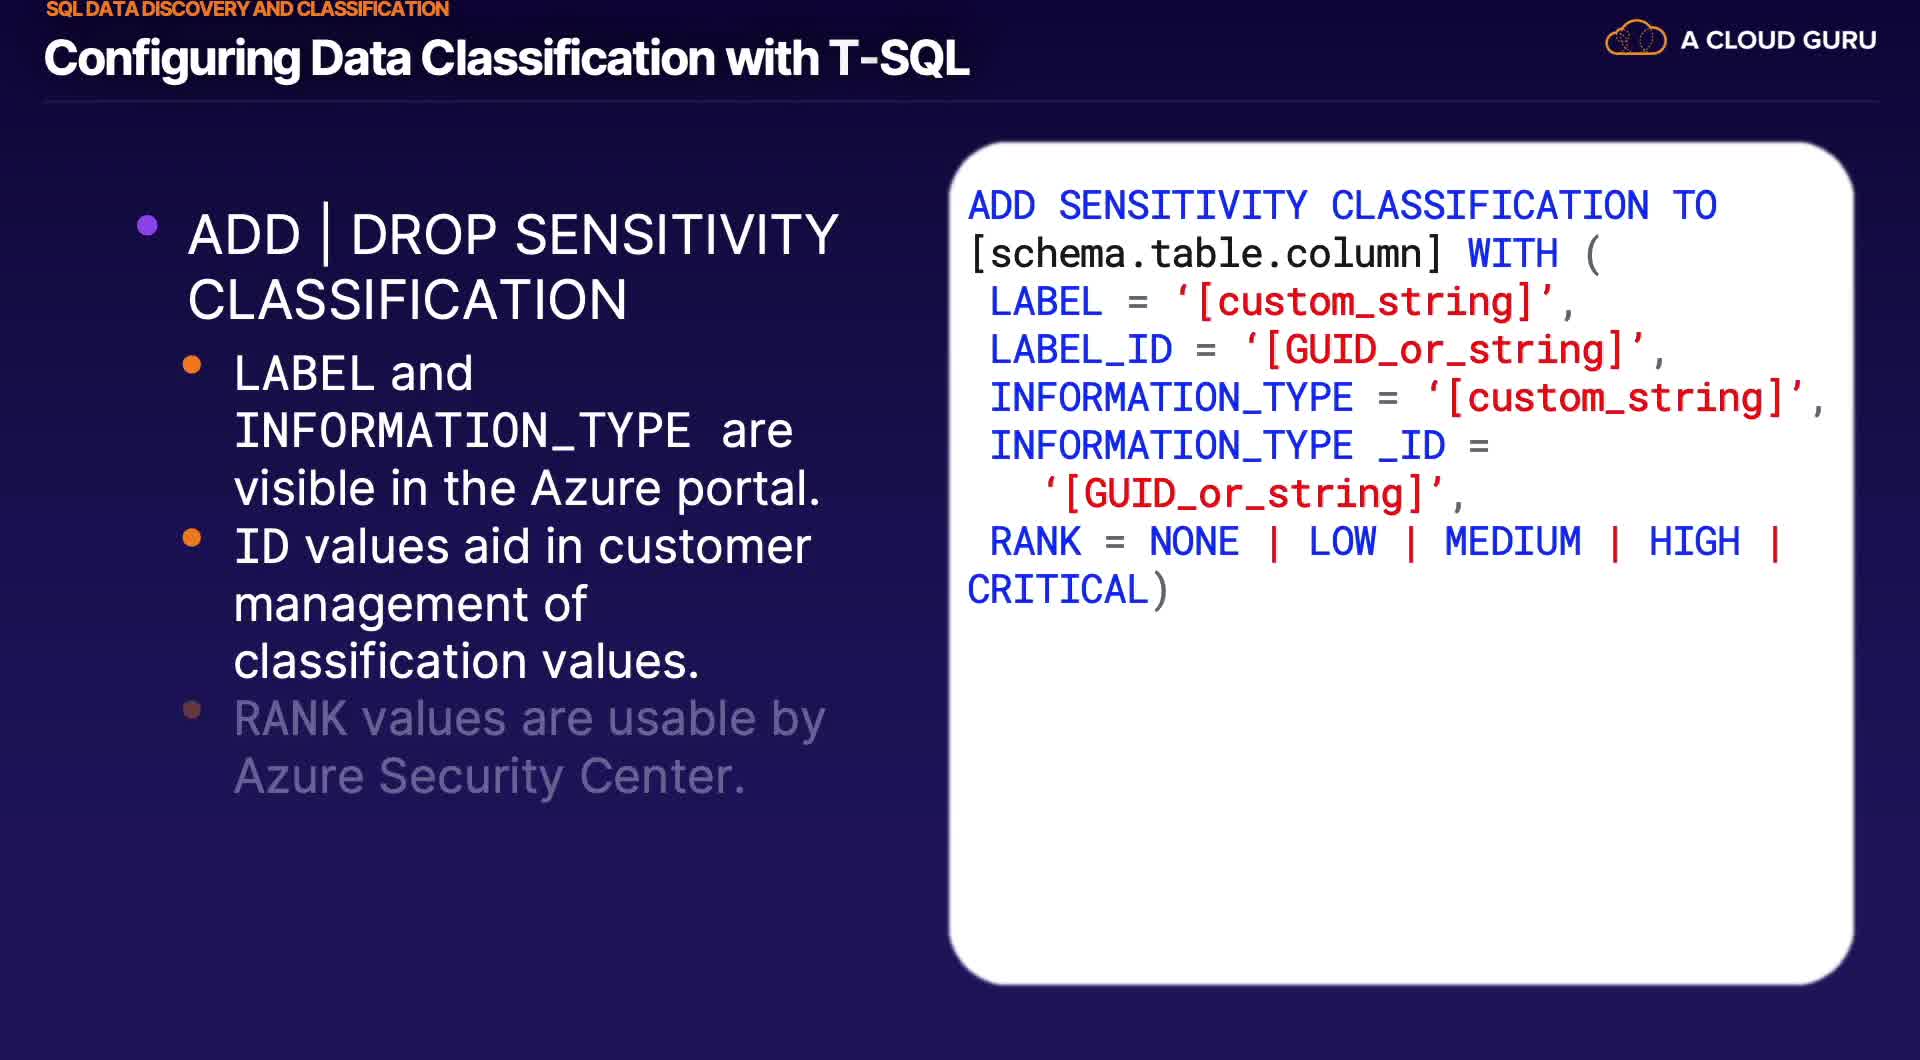 SQL DATA DISCOVERY AND CLASSIFICATION
Configuring Data Classification with T-SQL
A CLOUD GURU
ADD | DROP SENSITIVITY
CLASSIFICATION
LABEL and
INFORMATION_TYPE are
visible in the Azure portal.
ID values aid in customer
management of
classification values.
RANK values are usable by
Azure Security Center.
ADD SENSITIVITY CLASSIFICATION TO
[schema.table.column] WITH (
LABEL = ‘[custom_string]’,
LABEL_ID = ‘[GUID_or_string]’,
INFORMATION_TYPE = ‘[custom_string]’,
INFORMATION_TYPE _ID =
‘[GUID_or_string]’,
RANK = NONE | LOW | MEDIUM | HIGH |
CRITICAL)